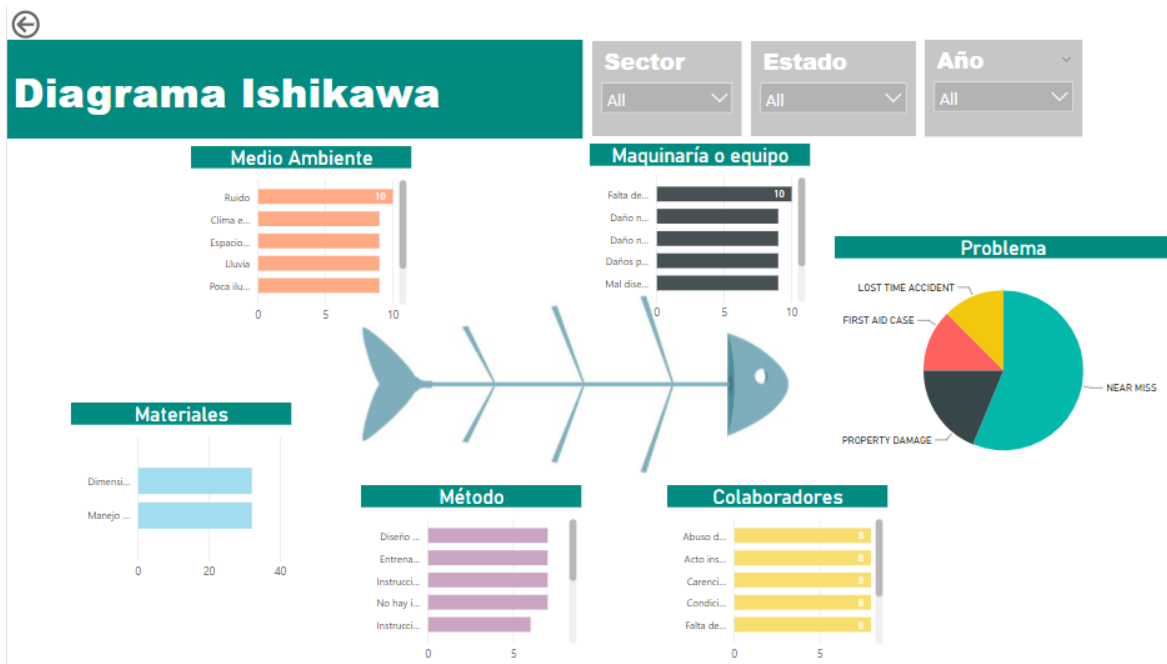 Diagrama Ishikawa
Sector
All
Estado
All
Año
All
Medio Ambiente
Ruido
10
Clima e...
Espacio...
Lluvia
Poca ilu...
0 5 10
Maquinaría o equipo
Falta de...
10
Daño n...
Daño n...
Daños p...
Mal dise...
0 5 10
Problema
LOST TIME ACCIDENT
FIRST AID CASE
NEAR MISS
PROPERTY DAMAGE
Materiales
Dimensi...
Manejo ...
0 20 40
Método
Diseño ...
Entrena...
Instrucci...
No hay i...
Instrucci...
0 5
Colaboradores
Abuso d...
8
Acto ins...
8
Carenci...
8
Condici...
8
Falta de...
8
0 5